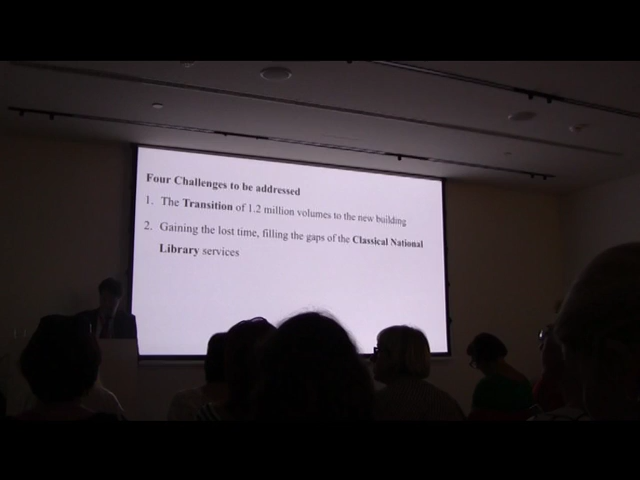 Four Challenges to be addressed
1. The Transition of 1.2 million volumes to the new building
2. Gaining the lost time, filling the gaps of the Classical National
Library services